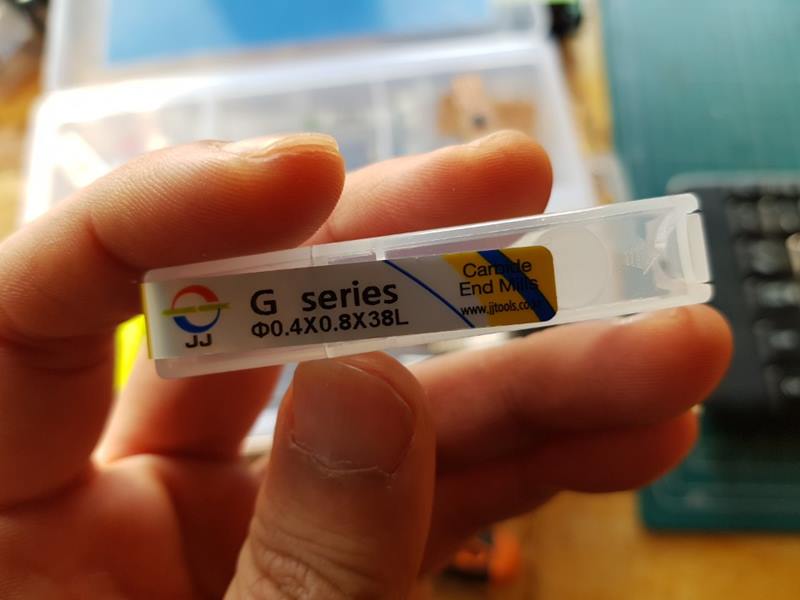 JJ
G series
Φ0.4X0.8X38L
Carbide
End Mills